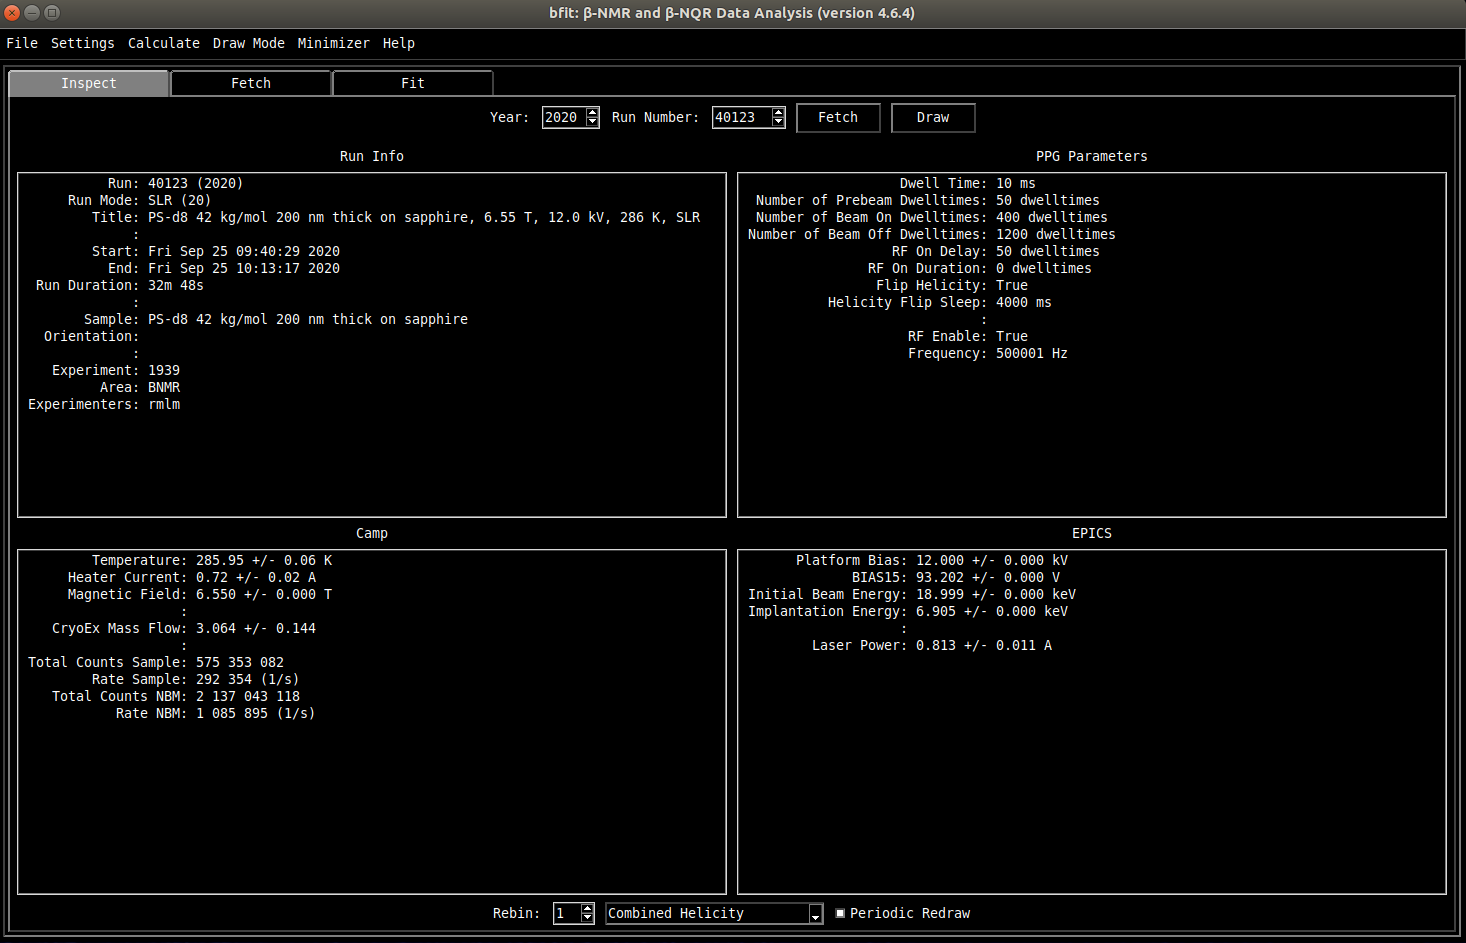 bfit: β-NMR and β-NQR Data Analysis (version 4.6.4)
File Settings Calculate Draw Mode Minimizer Help
Inspect Fetch Fit
Year: 2020 Run Number: 40123 Fetch Draw
Run Info
Run: 40123 (2020)
Run Mode: SLR (20)
Title: PS-d8 42 kg/mol 200 nm thick on sapphire, 6.55 T, 12.0 kV, 286 K, SLR
:
Start: Fri Sep 25 09:40:29 2020
End: Fri Sep 25 10:13:17 2020
Run Duration: 32m 48s
:
Sample: PS-d8 42 kg/mol 200 nm thick on sapphire
Orientation:
:
Experiment: 1939
Area: BNMR
Experimenters: rmlm
PPG Parameters
Dwell Time: 10 ms
Number of Prebeam Dwelltimes: 50 dwelltimes
Number of Beam On Dwelltimes: 400 dwelltimes
Number of Beam Off Dwelltimes: 1200 dwelltimes
RF On Delay: 50 dwelltimes
RF On Duration: 0 dwelltimes
Flip Helicity: True
Helicity Flip Sleep: 4000 ms
:
RF Enable: True
Frequency: 500001 Hz
Camp
Temperature: 285.95 +/- 0.06 K
Heater Current: 0.72 +/- 0.02 A
Magnetic Field: 6.550 +/- 0.000 T
:
CryoEx Mass Flow: 3.064 +/- 0.144
:
Total Counts Sample: 575 353 082
Rate Sample: 292 354 (1/s)
Total Counts NBM: 2 137 043 118
Rate NBM: 1 085 895 (1/s)
EPICS
Platform Bias: 12.000 +/- 0.000 kV
BIAS15: 93.202 +/- 0.000 V
Initial Beam Energy: 18.999 +/- 0.000 keV
Implantation Energy: 6.905 +/- 0.000 keV
:
Laser Power: 0.813 +/- 0.011 A
Rebin: 1 Combined Helicity Periodic Redraw